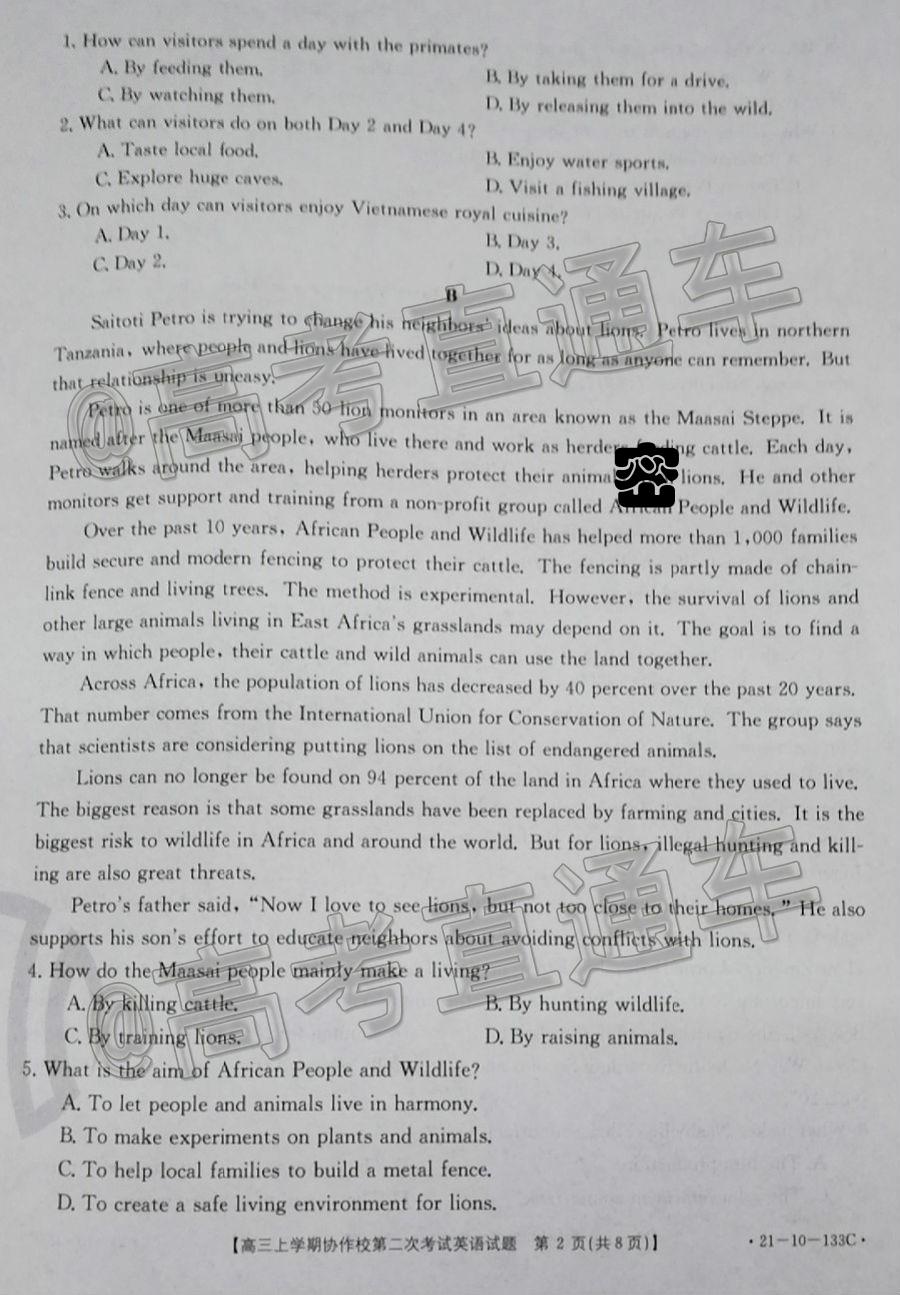 1. How can visitors spend a day with the primates?
A. By feeding them.
B. By taking them for a drive.
C. By watching them.
D. By releasing them into the wild.
2. What can visitors do on both Day 2 and Day 4?
A. Taste local food.
B. Enjoy water sports.
C. Explore huge caves.
D. Visit a fishing village.
3. On which day can visitors enjoy Vietnamese royal cuisine?
A. Day 1.
B. Day 3.
C. Day 2.
D. Day 4.
B
Saitoti Petro is trying to change his neighbors' ideas about lions. Petro lives in northern
Tanzania, where people and lions have lived together for as long as anyone can remember. But
that relationship is uneasy.
Petro is one of more than 50 lion monitors in an area known as the Maasai Steppe. It is
named after the Maasai people, who live there and work as herders cattle. Each day,
Petro walks around the area, helping herders protect their lions. He and other
monitors get support and training from a non-profit group called African People and Wildlife.
Over the past 10 years, African People and Wildlife has helped more than 1,000 families
build secure and modern fencing to protect their cattle. The fencing is partly made of chain-
link fence and living trees. The method is experimental. However, the survival of lions and
other large animals living in East Africa's grasslands may depend on it. The goal is to find a
way in which people, their cattle and wild animals can use the land together.
Across Africa, the population of lions has decreased by 40 percent over the past 20 years.
That number comes from the International Union for Conservation of Nature. The group says
that scientists are considering putting lions on the list of endangered animals.
Lions can no longer be found on 94 percent of the land in Africa where they used to live.
The biggest reason is that some grasslands have been replaced by farming and cities. It is the
biggest risk to wildlife in Africa and around the world. But for lions, illegal hunting and kill-
ing are also great threats.
Petro's father said, "Now I love to see lions, but not too close to their homes." He also
supports his son's effort to educate neighbors about avoiding conflicts with lions.
4. How do the Maasai people mainly make a living?
A. By killing cattle.
B. By hunting wildlife.
C. By training lions.
D. By raising animals.
5. What is the aim of African People and Wildlife?
A. To let people and animals live in harmony.
B. To make experiments on plants and animals.
C. To help local families to build a metal fence.
D. To create a safe living environment for lions.
【高三上学期协作校第二次考试英语试题 第 2 页(共 8 页)】
·21-10-133C·
@高考直通车
@高考直通车